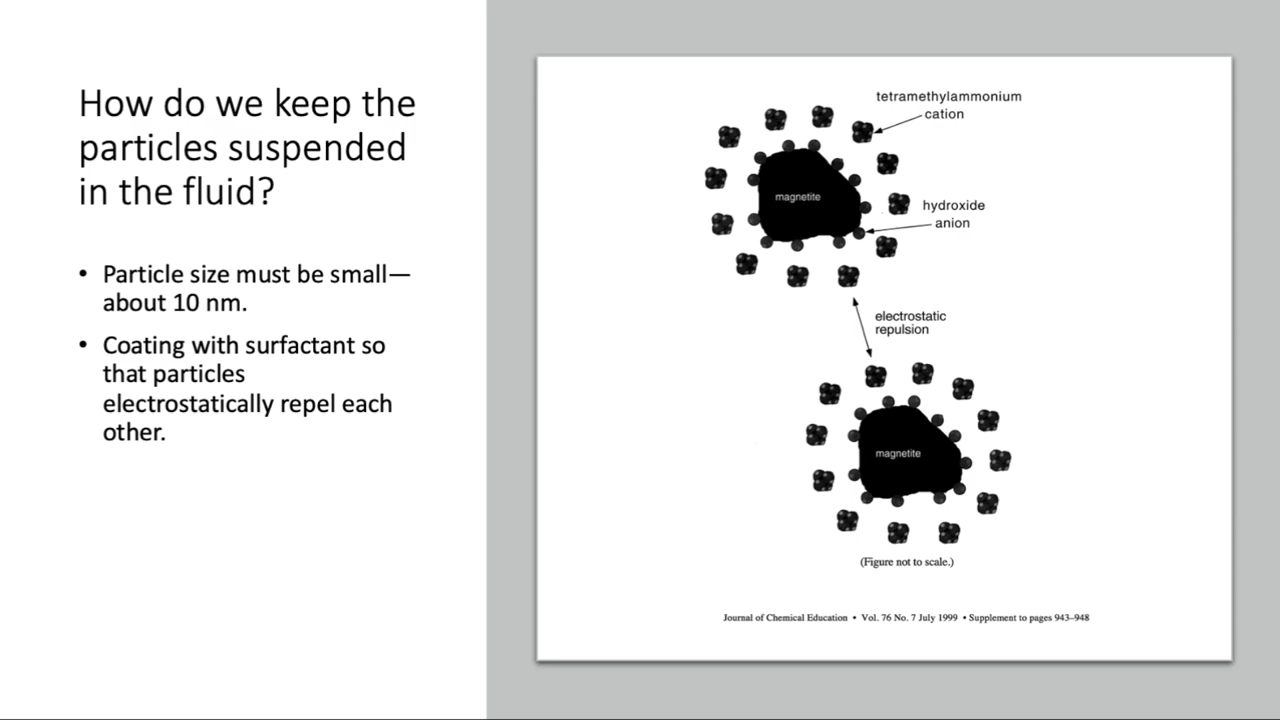 How do we keep the
particles suspended
in the fluid?
• Particle size must be small—
about 10 nm.
• Coating with surfactant so
that particles
electrostatically repel each
other.
tetramethylammonium
cation
magnetite
hydroxide
anion
electrostatic
repulsion
magnetite
(Figure not to scale.)
Journal of Chemical Education • Vol. 76 No. 7 July 1999 • Supplement to pages 943–948